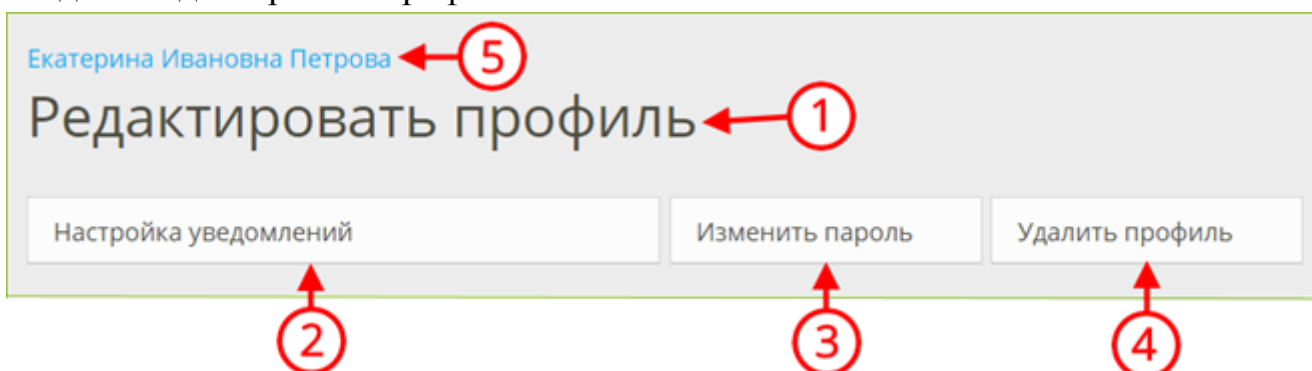 Екатерина Ивановна Петрова 5
Редактировать профиль 1
Настройка уведомлений Изменить пароль Удалить профиль
2 3 4